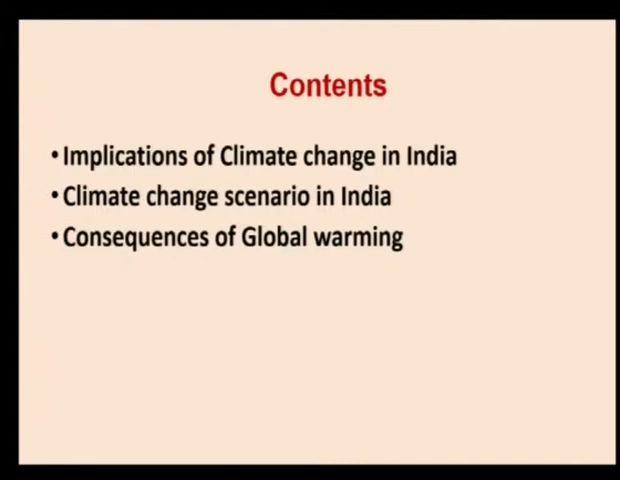 Contents
•Implications of Climate change in India
•Climate change scenario in India
•Consequences of Global warming